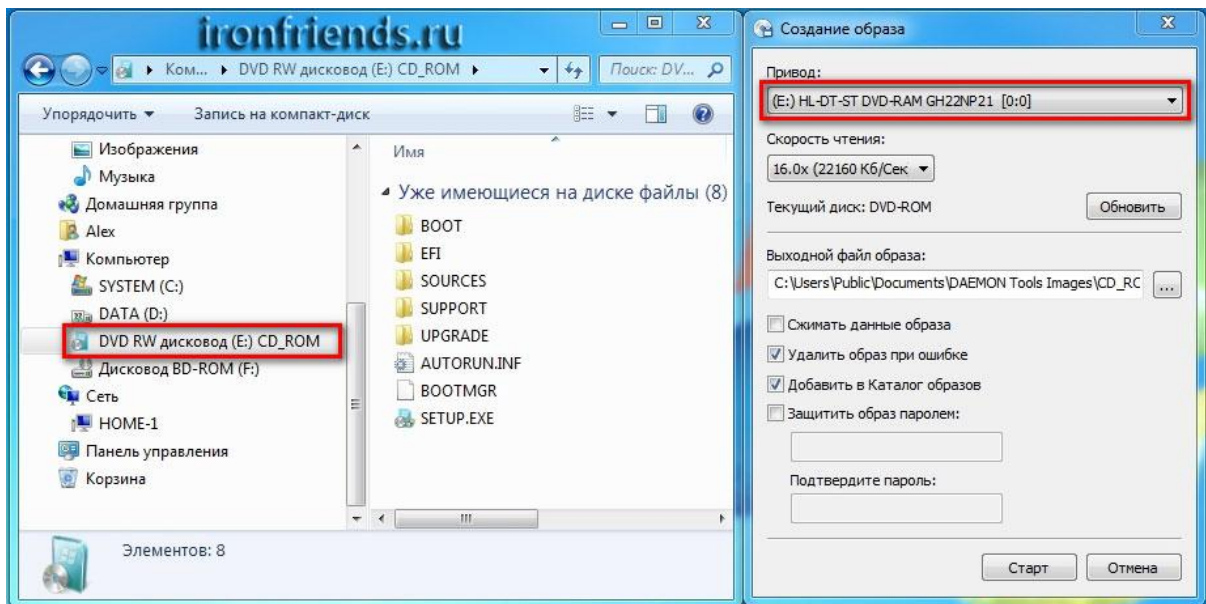 ironfriends.ru
Ком... DVD RW дисковод (E:) CD_ROM
Поиск: DV...
Упорядочить
Запись на компакт-диск
Изображения
Музыка
Домашняя группа
Alex
Компьютер
SYSTEM (C:)
DATA (D:)
DVD RW дисковод (E:) CD_ROM
Дисковод BD-ROM (F:)
Сеть
HOME-1
Панель управления
Корзина
Имя
Уже имеющиеся на диске файлы (8)
BOOT
EFI
SOURCES
SUPPORT
UPGRADE
AUTORUN.INF
BOOTMGR
SETUP.EXE
Элементов: 8
Создание образа
Привод:
(E:) HL-DT-ST DVD-RAM GH22NP21 [0:0]
Скорость чтения:
16.0x (22160 Кб/Сек
Текущий диск: DVD-ROM
Обновить
Выходной файл образа:
C:\Users\Public\Documents\DAEMON Tools Images\CD_RC
...
Сжимать данные образа
Удалить образ при ошибке
Добавить в Каталог образов
Защитить образ паролем:
Подтвердите пароль:
Старт
Отмена